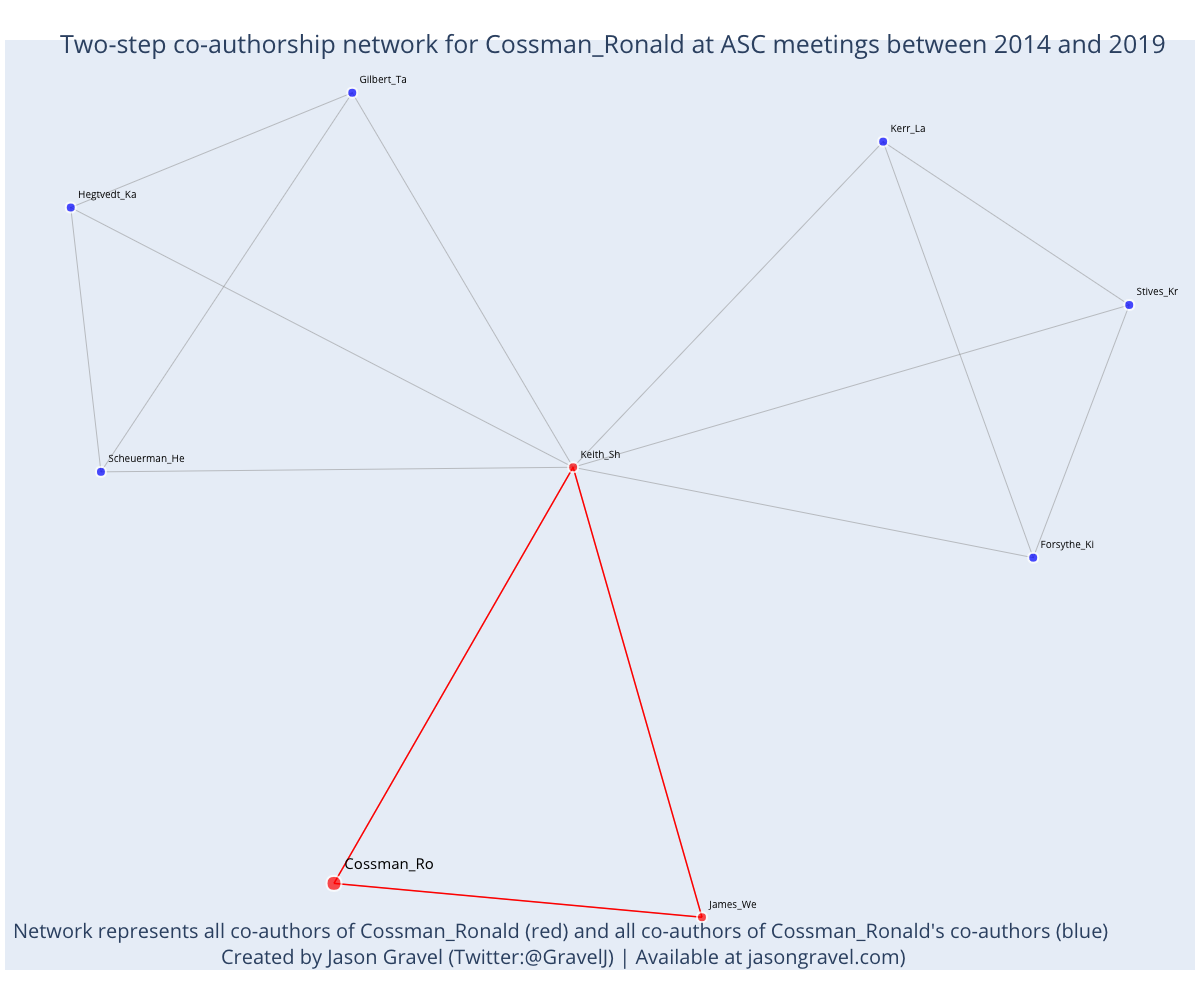 Two-step co-authorship network for Cossman_Ronald at ASC meetings between 2014 and 2019
Gilbert_Ta
Kerr_La
Hegtvedt_Ka
Stives_Kr
Scheuerman_He
Keith_Sh
Forsythe_Ki
Cossman_Ro
James_We
Network represents all co-authors of Cossman_Ronald (red) and all co-authors of Cossman_Ronald's co-authors (blue)
Created by Jason Gravel (Twitter:@GravelJ) | Available at jasongravel.com)